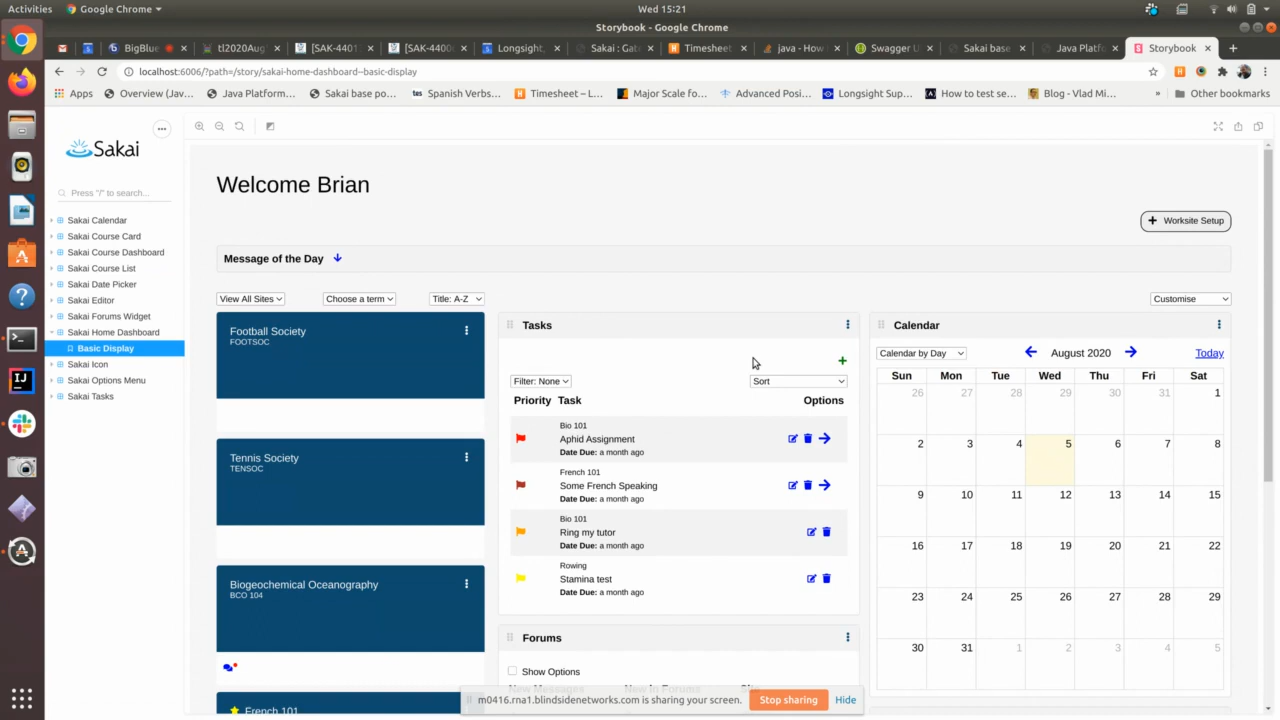 Activities
Google Chrome
Wed 15:21
Storybook - Google Chrome
BigBlue
tl2020Aug
[SAK-4401
[SAK-4400
Longsight,
Sakai : Gate
Timesheet
java - How
Swagger U
Sakai base
Java Platf
Storybook
localhost:6006/?path=/story/sakai-home-dashboard--basic-display
Apps
Overview (Jav...
Java Platform...
Sakai base po...
tes Spanish Verbs...
Timesheet – L...
Major Scale fo...
Advanced Posi...
Longsight Sup...
How to test se...
Blog - Vlad Mi...
»
Other bookmarks
Sakai
Press "/" to search...
Sakai Calendar
Sakai Course Card
Sakai Course Dashboard
Sakai Course List
Sakai Date Picker
Sakai Editor
Sakai Forums Widget
Sakai Home Dashboard
Basic Display
Sakai Icon
Sakai Options Menu
Sakai Tasks
Welcome Brian
Worksite Setup
Message of the Day
View All Sites
Choose a term
Title: A-Z
Customise
Football Society
FOOTSOC
Tennis Society
TENSOC
Biogeochemical Oceanography
BCO 104
French 101
Tasks
Filter: None
Sort
Priority Task Options
Bio 101
Aphid Assignment
Date Due: a month ago
French 101
Some French Speaking
Date Due: a month ago
Bio 101
Ring my tutor
Date Due: a month ago
Rowing
Stamina test
Date Due: a month ago
Forums
Show Options
New Messages New in Forums Site
Calendar
Calendar by Day
August 2020
Today
Sun Mon Tue Wed Thu Fri Sat
26 27 28 29 30 31 1
2 3 4 5 6 7 8
9 10 11 12 13 14 15
16 17 18 19 20 21 22
23 24 25 26 27 28 29
30 31 1 2 3 4 5
m0416.rna1.blindsidenetworks.com is sharing your screen.
Stop sharing
Hide